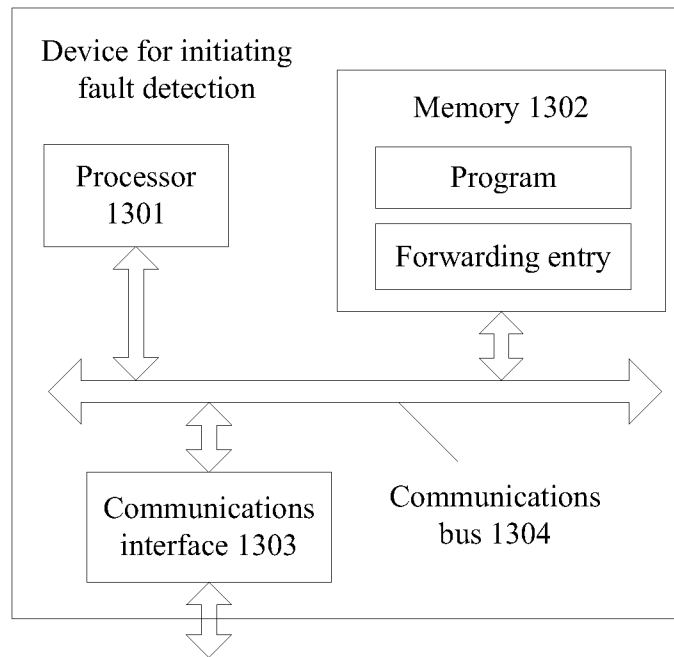 Device for initiating
fault detection
Memory 1302
Processor
1301
Program
Forwarding entry
Communications
interface 1303
Communications
bus 1304